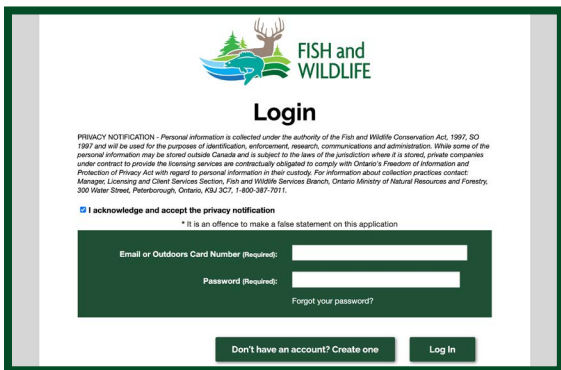 FISH and
WILDLIFE
Login
PRIVACY NOTIFICATION - Personal information is collected under the authority of the Fish and Wildlife Conservation Act, 1997, SO
1997 and will be used for the purposes of identification, enforcement, research, communications and administration. While some of the
personal information may be stored outside Canada and is subject to the laws of the jurisdiction where it is stored, private companies
under contract to provide the licensing services are contractually obligated to comply with Ontario's Freedom of Information and
Protection of Privacy Act with regard to personal information in their custody. For information about collection practices contact:
Manager, Licensing and Client Services Section, Fish and Wildlife Services Branch, Ontario Ministry of Natural Resources and Forestry,
300 Water Street, Peterborough, Ontario, K9J 3C7, 1-800-387-7011.
I acknowledge and accept the privacy notification
* It is an offence to make a false statement on this application
Email or Outdoors Card Number (Required):
Password (Required):
Forgot your password?
Don't have an account? Create one
Log In